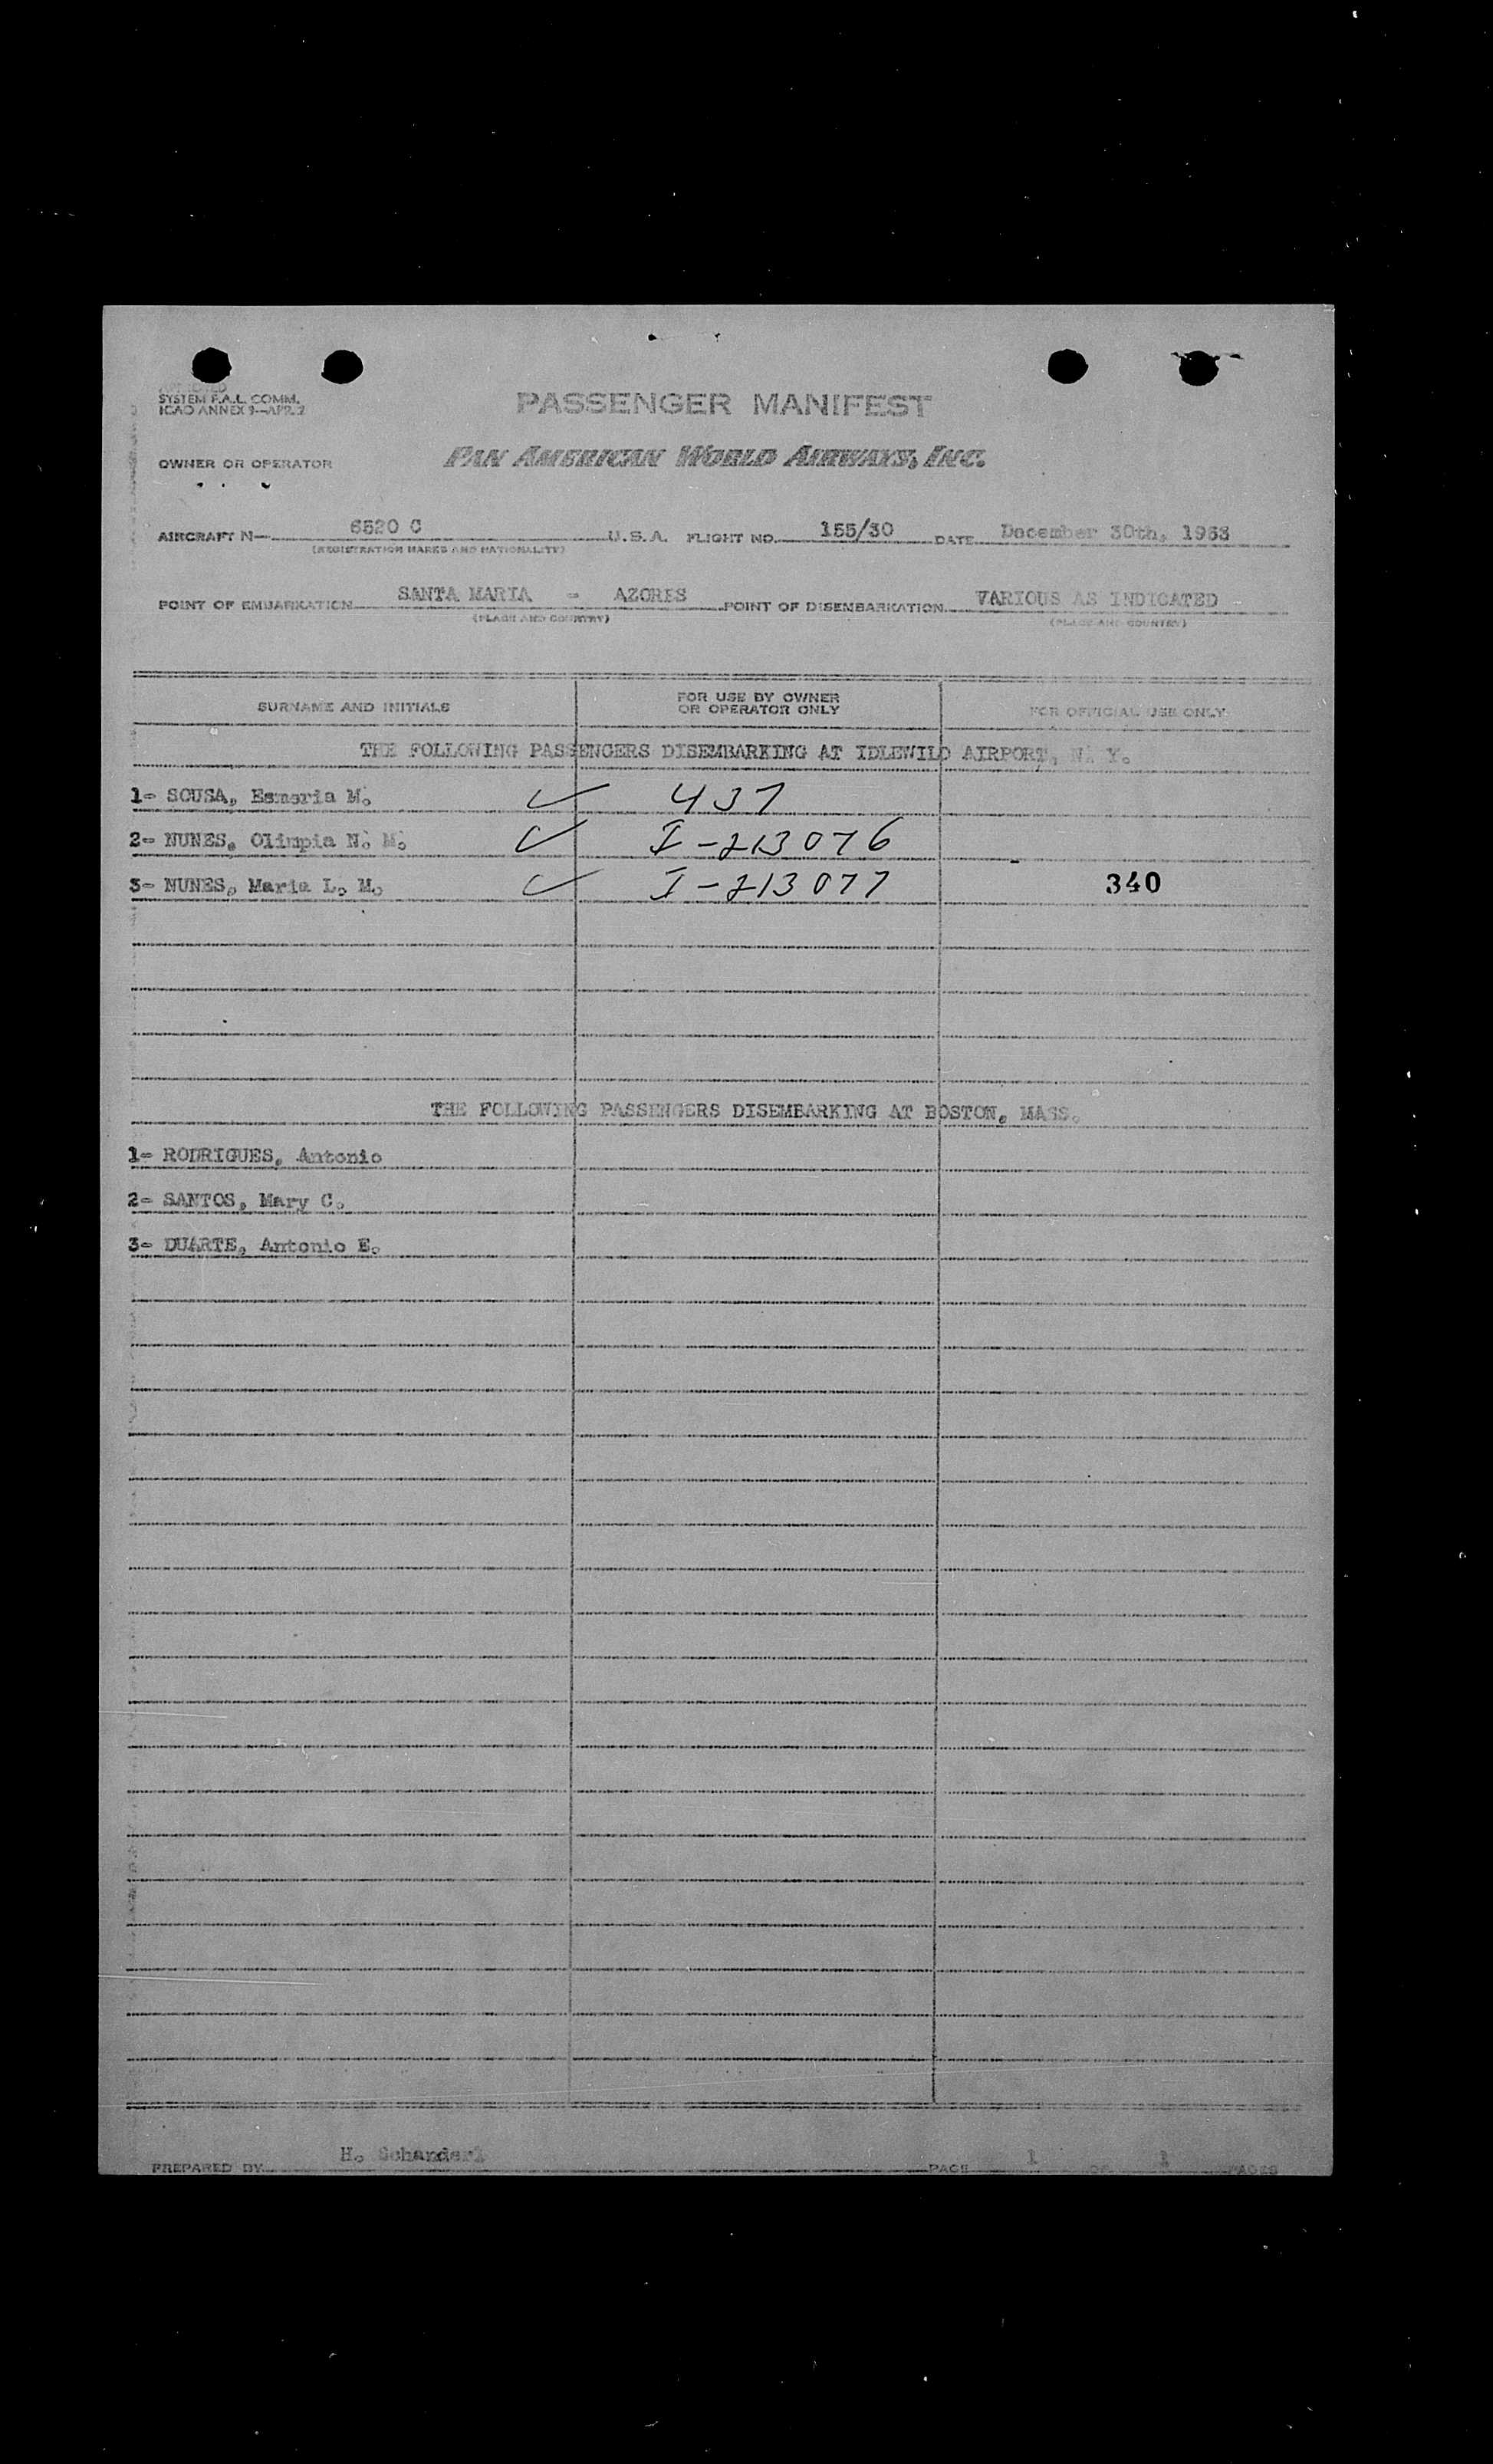 APPROVED
SYSTEM F.A.L. COMM.
ICAO ANNEX 9—APP. 2
PASSENGER MANIFEST
OWNER OR OPERATOR PAN AMERICAN WORLD AIRWAYS, INC.
AIRCRAFT N— 6520 C U.S.A. FLIGHT NO. 155/30 DATE December 30th, 1953
(REGISTRATION MARKS AND NATIONALITY)
POINT OF EMBARKATION SANTA MARIA - AZORES POINT OF DISEMBARKATION VARIOUS AS INDICATED
(PLACE AND COUNTRY) (PLACE AND COUNTRY)
SURNAME AND INITIALS FOR USE BY OWNER OR OPERATOR ONLY FOR OFFICIAL USE ONLY
THE FOLLOWING PASSENGERS DISEMBARKING AT IDLEWILD AIRPORT, N. Y.
1- SOUSA, Esmeria M. ✓ 437
2- NUNES, Olimpia N. M. ✓ I-213076
3- NUNES, Maria L. M. ✓ I-213077 340
THE FOLLOWING PASSENGERS DISEMBARKING AT BOSTON, MASS.
1- RODRIGUES, Antonio
2- SANTOS, Mary C.
3- DUARTE, Antonio E.
PREPARED BY H. Schanderl PAGE 1 OF 1 PAGES